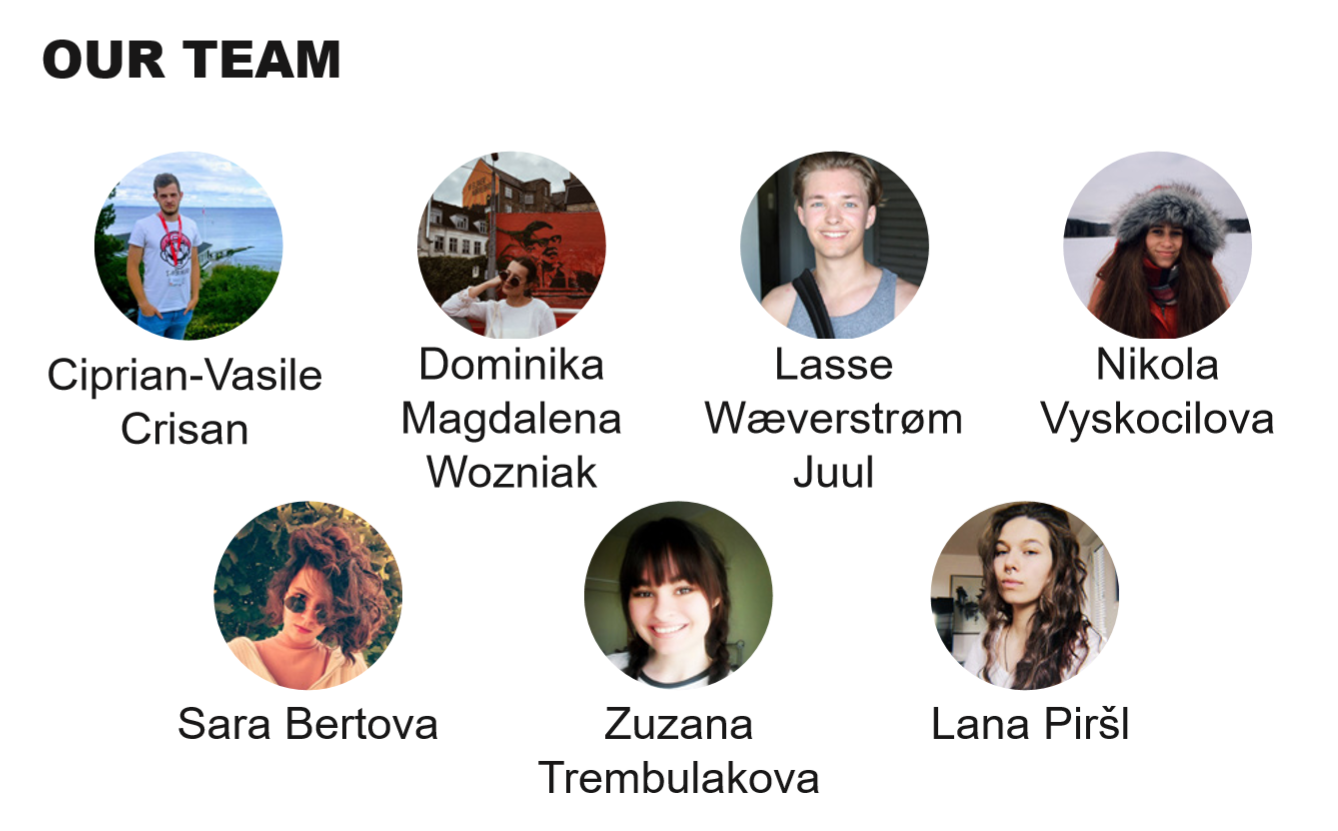 OUR TEAM
Ciprian-Vasile
Crisan
Dominika
Magdalena
Wozniak
Lasse
Wæverstrøm
Juul
Nikola
Vyskocilova
Sara Bertova
Zuzana
Trembulakova
Lana Piršl